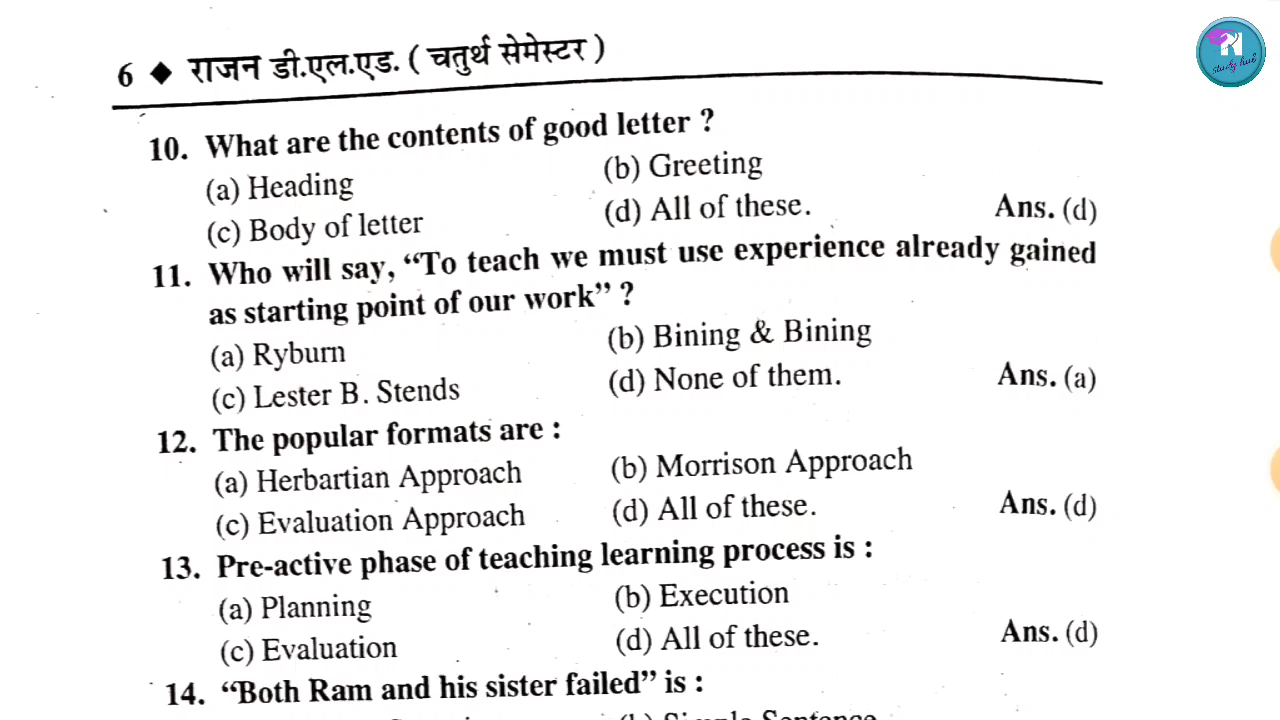 N
study hub
6 ◆ राजन डी.एल.एड. ( चतुर्थ सेमेस्टर )
10. What are the contents of good letter ?
(a) Heading (b) Greeting
(c) Body of letter (d) All of these. Ans. (d)
11. Who will say, “To teach we must use experience already gained
as starting point of our work” ?
(a) Ryburn (b) Bining & Bining
(c) Lester B. Stends (d) None of them. Ans. (a)
12. The popular formats are :
(a) Herbartian Approach (b) Morrison Approach
(c) Evaluation Approach (d) All of these. Ans. (d)
13. Pre-active phase of teaching learning process is :
(a) Planning (b) Execution
(c) Evaluation (d) All of these. Ans. (d)
14. “Both Ram and his sister failed” is :
(b) Simple Sentence